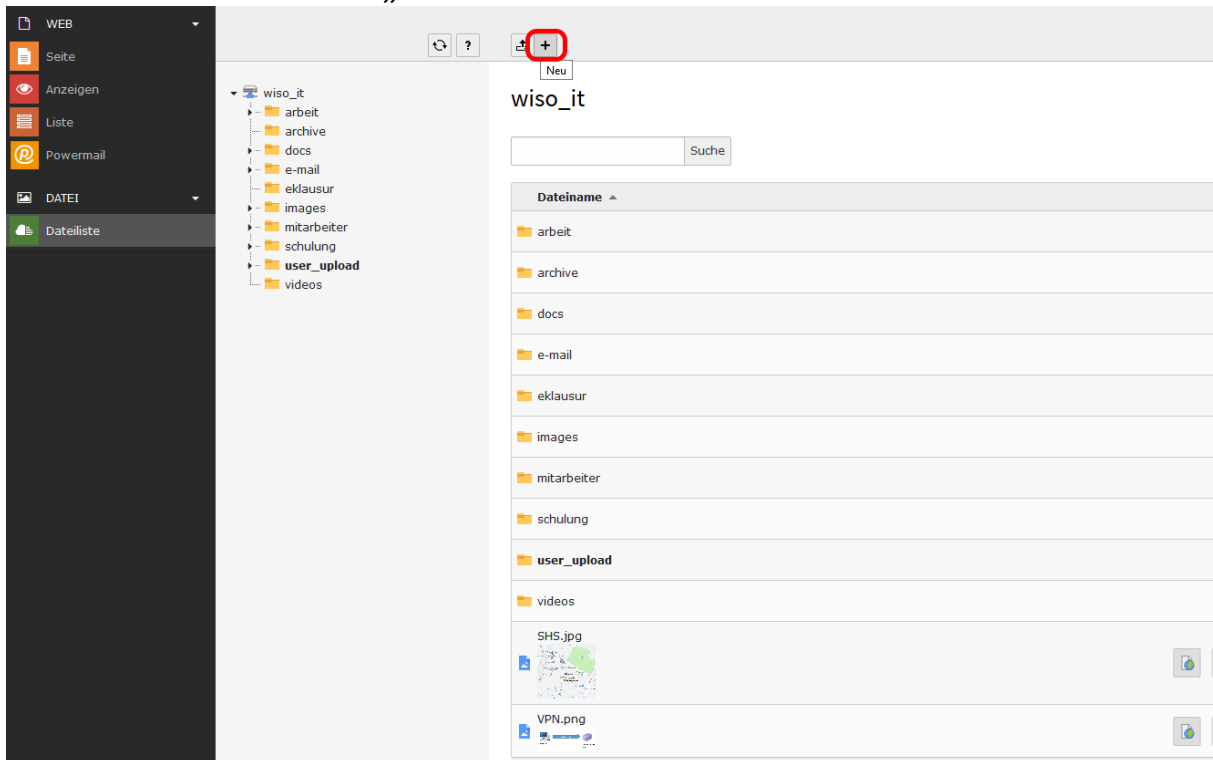 „
WEB
Seite
Anzeigen
Liste
Powermail
DATEI
Dateiliste
?
+
Neu
wiso_it
arbeit
archive
docs
e-mail
eklausur
images
mitarbeiter
schulung
user_upload
videos
wiso_it
Suche
Dateiname
arbeit
archive
docs
e-mail
eklausur
images
mitarbeiter
schulung
user_upload
videos
SHS.jpg
VPN.png